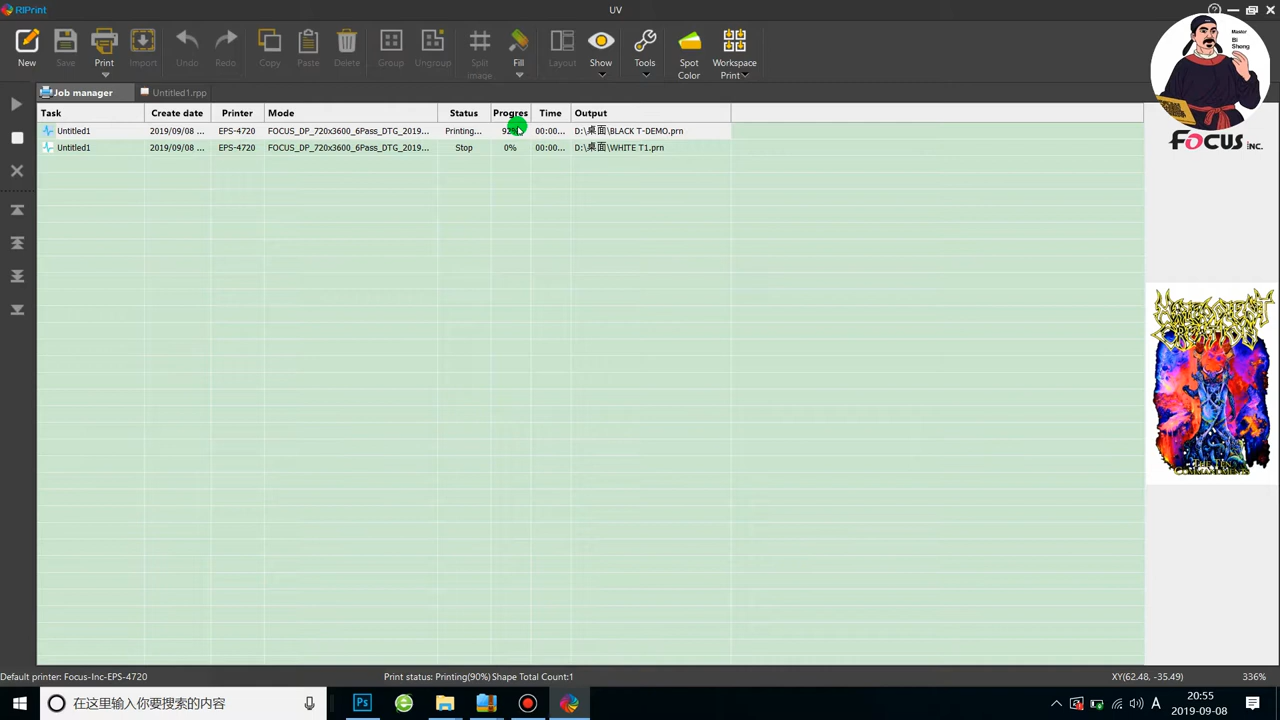 RIPrint
UV
New
Save
Print
Import
Undo
Redo
Copy
Paste
Delete
Group
Ungroup
Split
Image
Fill
Layout
Show
Tools
Spot
Color
Workspace
Print
Master
Bi
Sheng
FOCUS INC.
Job manager
Untitled1.rpp
Task Create date Printer Mode Status Progres Time Output
Untitled1 2019/09/08 ... EPS-4720 FOCUS_DP_720x3600_6Pass_DTG_2019... Printing... 00:00... D:\桌面\BLACK T-DEMO.prn
Untitled1 2019/09/08 ... EPS-4720 FOCUS_DP_720x3600_6Pass_DTG_2019... Stop 0% 00:00... D:\桌面\WHITE T1.prn
Default printer: Focus-Inc-EPS-4720 Print status: Printing(90%) Shape Total Count:1 XY(62.48, -35.49) 336%
在这里输入你要搜索的内容
Ps
A
20:55
2019-09-08